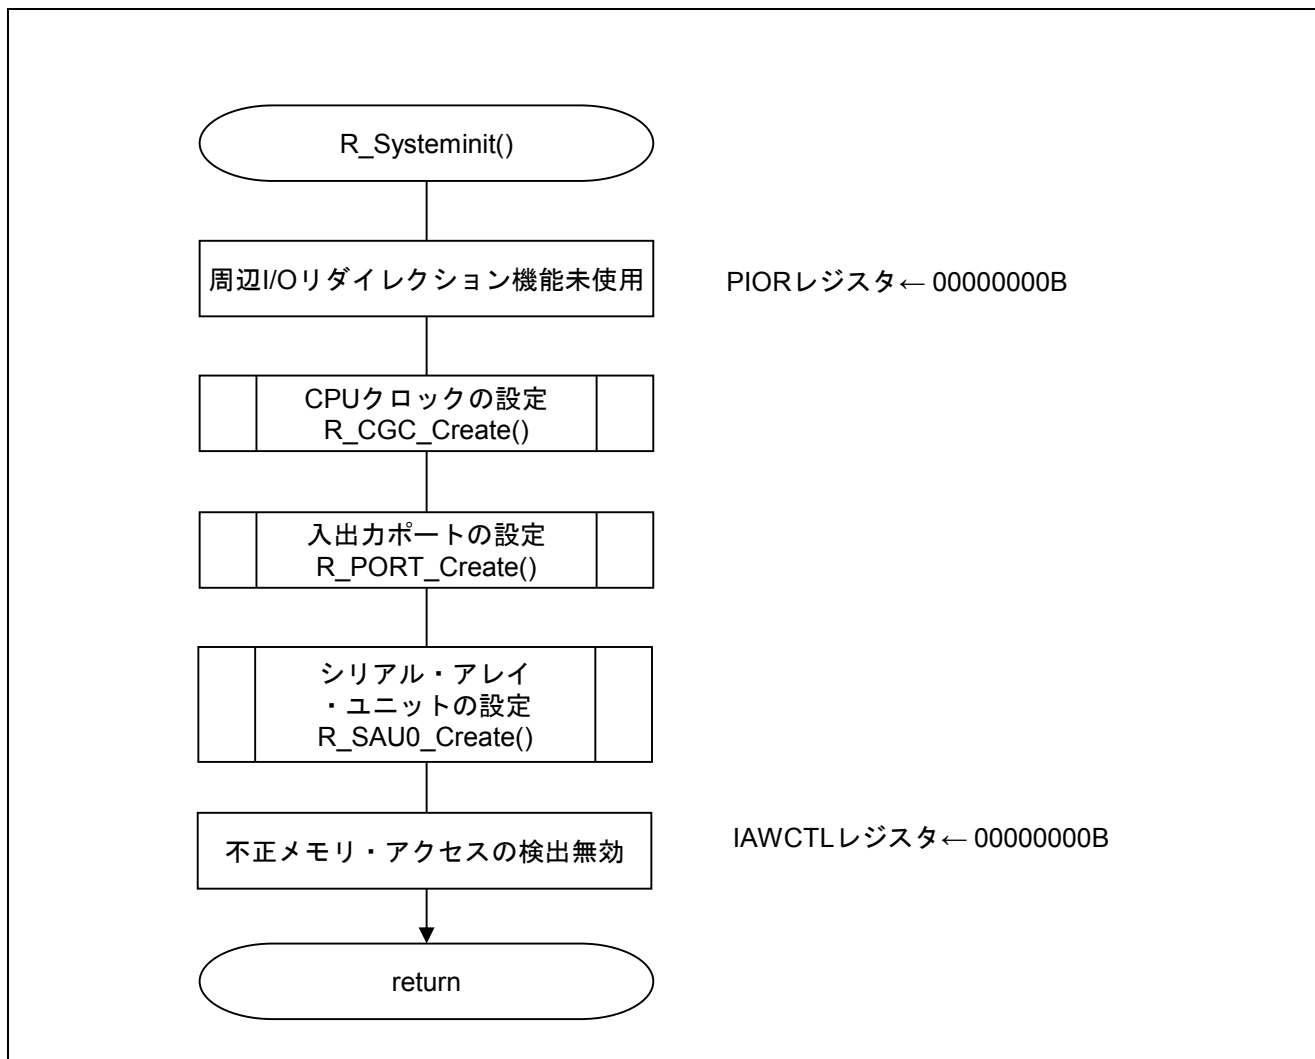 R_Systeminit()
周辺I/Oリダイレクション機能未使用
PIORレジスタ← 00000000B
CPUクロックの設定
R_CGC_Create()
入出力ポートの設定
R_PORT_Create()
シリアル・アレイ
・ユニットの設定
R_SAU0_Create()
不正メモリ・アクセスの検出無効
IAWCTLレジスタ← 00000000B
return